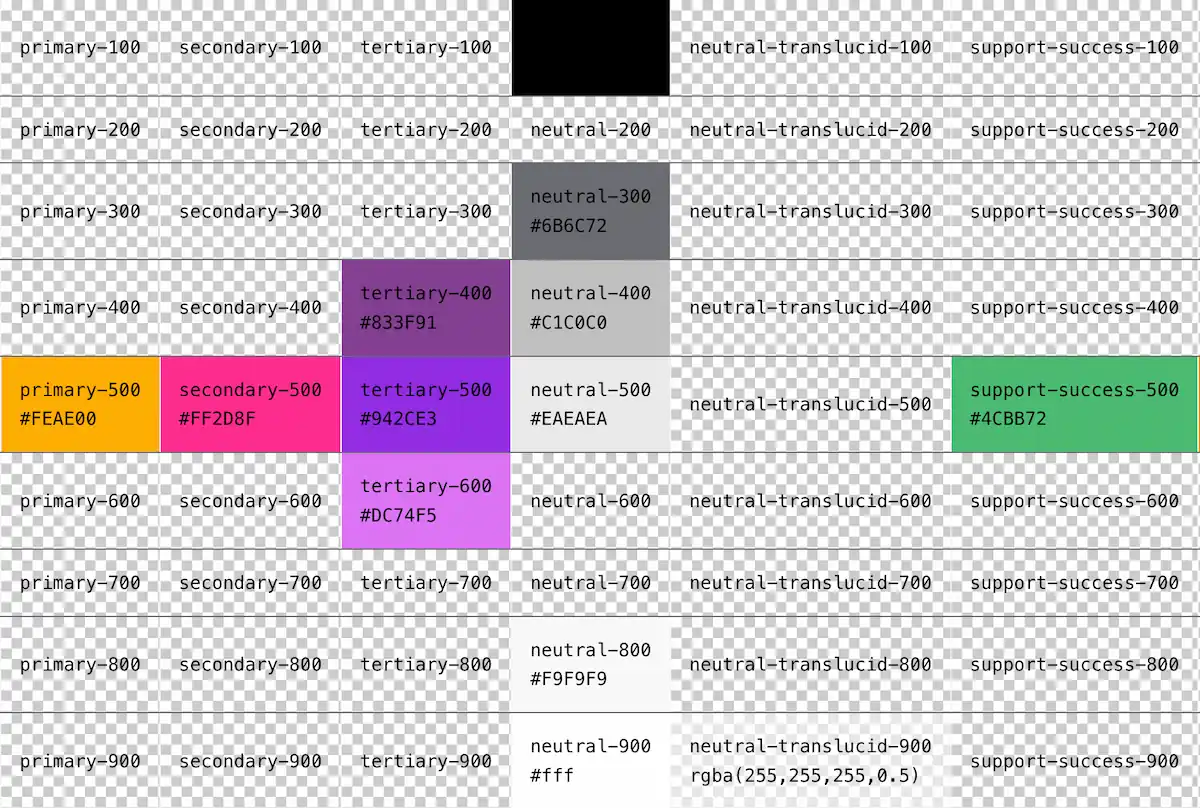 primary-100 secondary-100 tertiary-100 neutral-translucid-100 support-success-100
primary-200 secondary-200 tertiary-200 neutral-200 neutral-translucid-200 support-success-200
neutral-300
primary-300 secondary-300 tertiary-300 neutral-translucid-300 support-success-300
#6B6C72
tertiary-400 neutral-400
primary-400 secondary-400 neutral-translucid-400 support-success-400
#833F91 #C1C0C0
primary-500 secondary-500 tertiary-500 neutral-500 support-success-500
neutral-translucid-500
#FEAE00 #FF2D8F #942CE3 #EAEAEA #4CBB72
tertiary-600
primary-600 secondary-600 neutral-600 neutral-translucid-600 support-success-600
#DC74F5
primary-700 secondary-700 tertiary-700 neutral-700 neutral-translucid-700 support-success-700
neutral-800
primary-800 secondary-800 tertiary-800 neutral-translucid-800 support-success-800
#F9F9F9
neutral-900 neutral-translucid-900
primary-900 secondary-900 tertiary-900 support-success-900
#fff rgba(255,255,255,0.5)